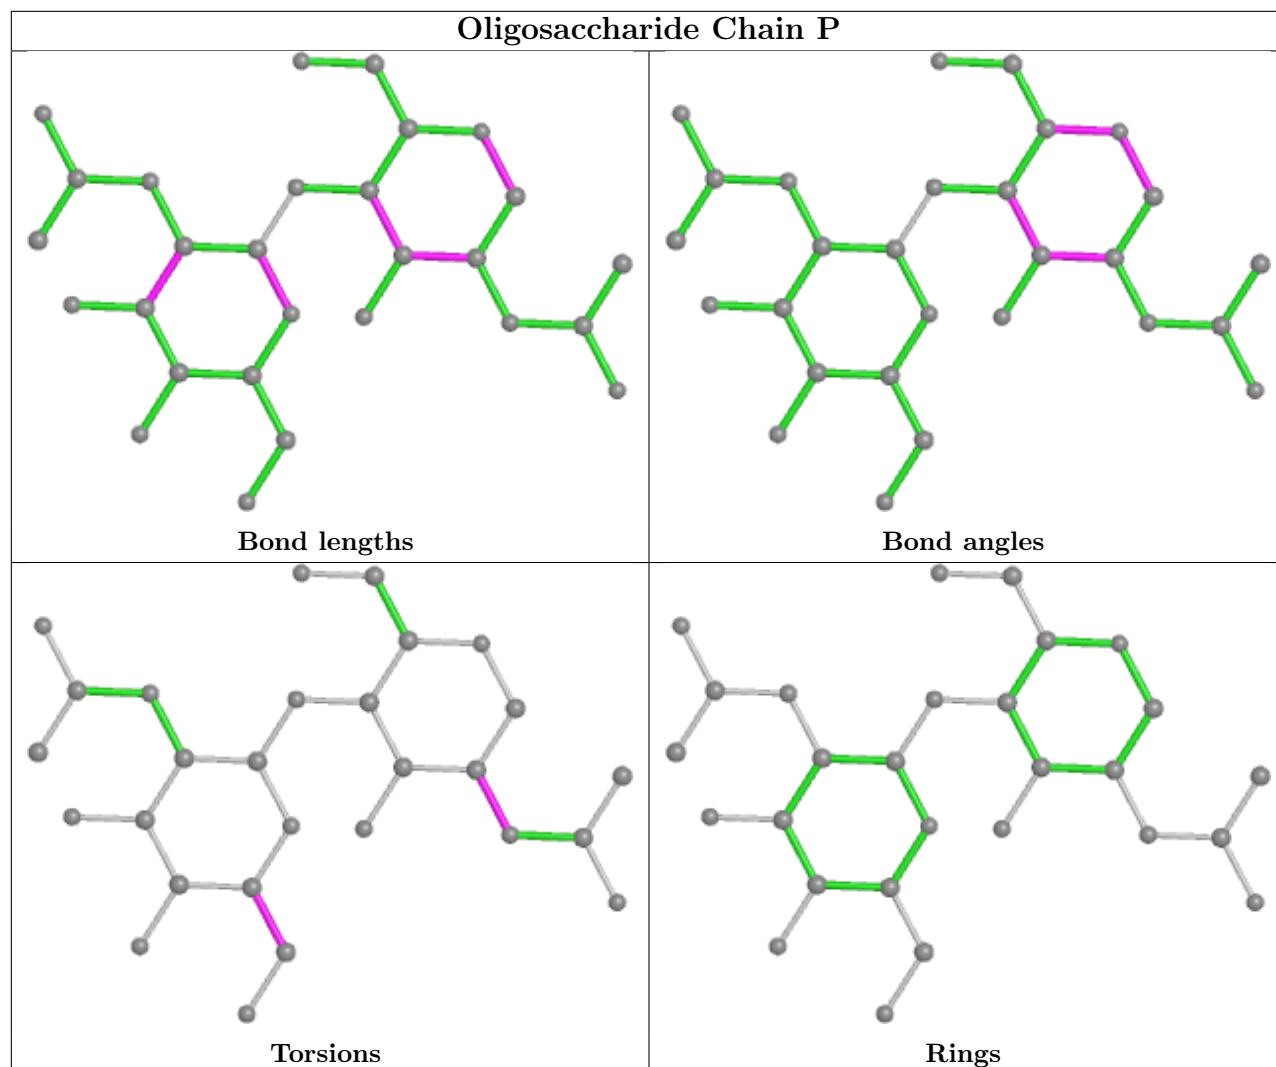 Oligosaccharide Chain P
Bond lengths
Bond angles
Torsions
Rings